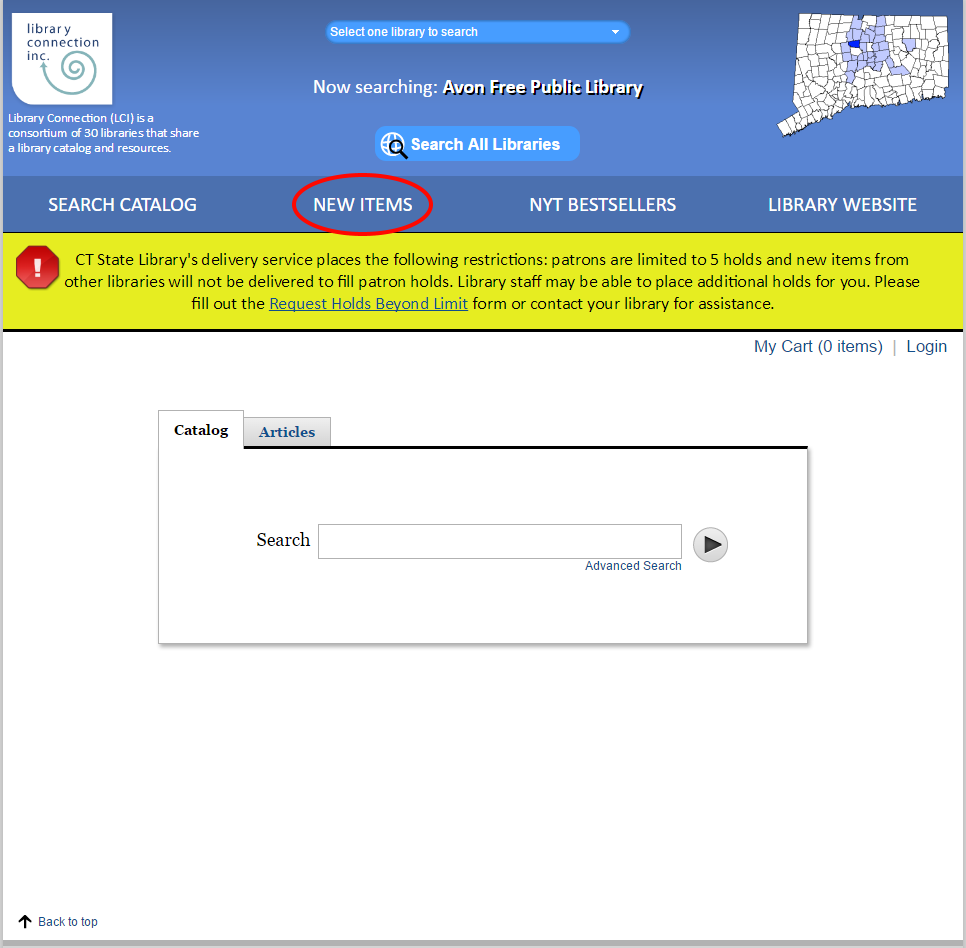 library
connection
inc.
Library Connection (LCI) is a
consortium of 30 libraries that share
a library catalog and resources.
Select one library to search
Now searching: Avon Free Public Library
Search All Libraries
SEARCH CATALOG NEW ITEMS NYT BESTSELLERS LIBRARY WEBSITE
CT State Library's delivery service places the following restrictions: patrons are limited to 5 holds and new items from
other libraries will not be delivered to fill patron holds. Library staff may be able to place additional holds for you. Please
fill out the Request Holds Beyond Limit form or contact your library for assistance.
My Cart (0 items) | Login
Catalog Articles
Search
Advanced Search
Back to top